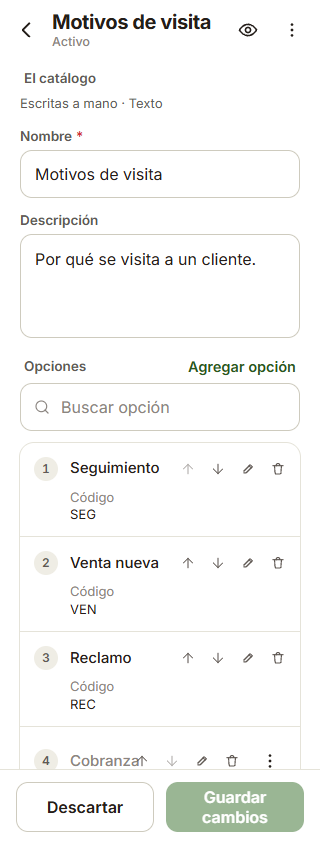 Motivos de visita
Activo
El catálogo
Escritas a mano · Texto
Nombre *
Motivos de visita
Descripción
Por qué se visita a un cliente.
Opciones
Agregar opción
Buscar opción
1 Seguimiento
Código
SEG
2 Venta nueva
Código
VEN
3 Reclamo
Código
REC
4 Cobranza
Descartar
Guardar
cambios